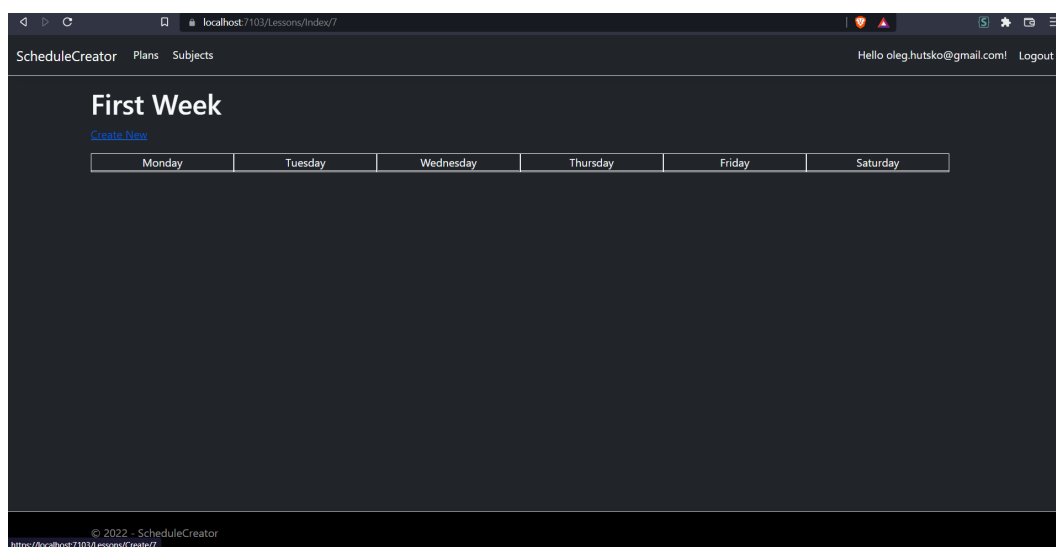 localhost:7103/Lessons/Index/7
ScheduleCreator Plans Subjects Hello oleg.hutsko@gmail.com! Logout
First Week
Create New
Monday Tuesday Wednesday Thursday Friday Saturday
© 2022 - ScheduleCreator
https://localhost:7103/Lessons/Create/7